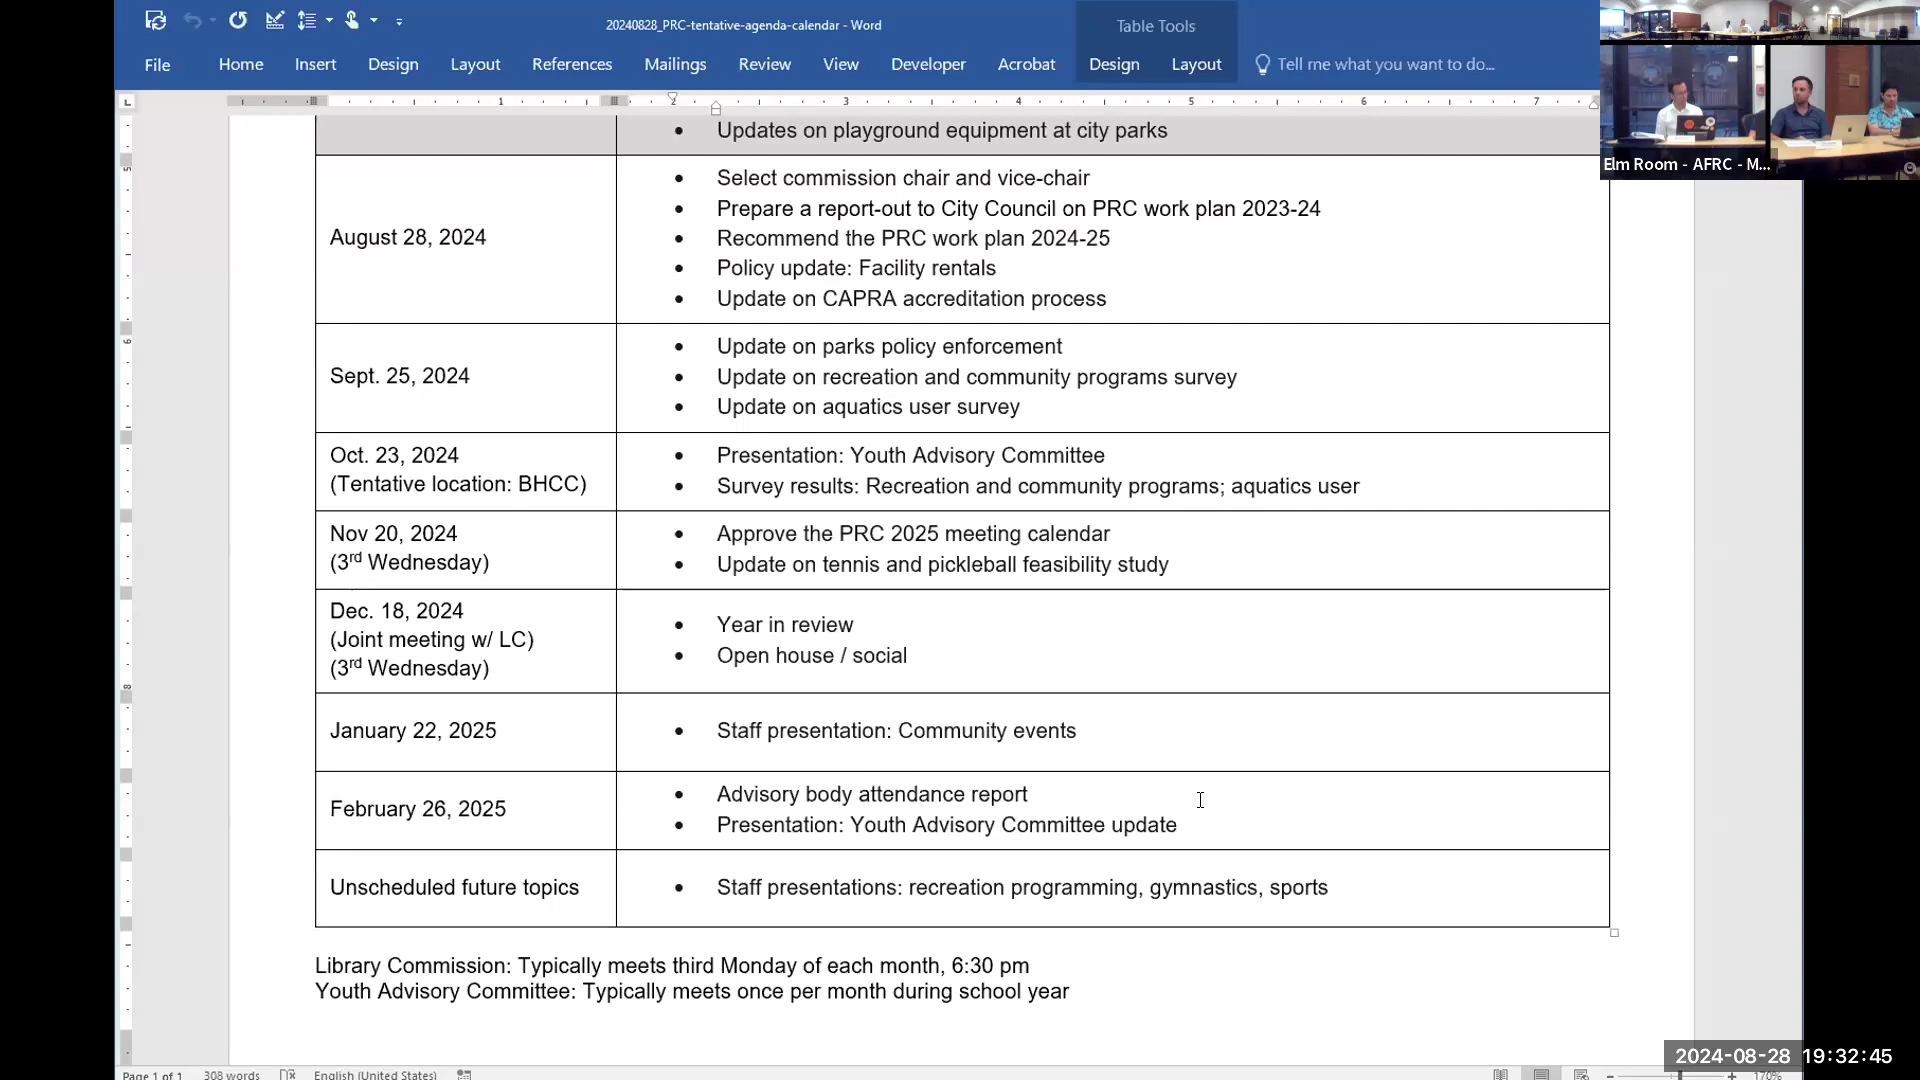 20240828_PRC-tentative-agenda-calendar - Word
Table Tools
File Home Insert Design Layout References Mailings Review View Developer Acrobat Design Layout Tell me what you want to do...
1 2 3 4 5 6 7
Elm Room - AFRC - M...
• Updates on playground equipment at city parks
August 28, 2024
• Select commission chair and vice-chair
• Prepare a report-out to City Council on PRC work plan 2023-24
• Recommend the PRC work plan 2024-25
• Policy update: Facility rentals
• Update on CAPRA accreditation process
Sept. 25, 2024
• Update on parks policy enforcement
• Update on recreation and community programs survey
• Update on aquatics user survey
Oct. 23, 2024
(Tentative location: BHCC)
• Presentation: Youth Advisory Committee
• Survey results: Recreation and community programs; aquatics user
Nov 20, 2024
(3rd Wednesday)
• Approve the PRC 2025 meeting calendar
• Update on tennis and pickleball feasibility study
Dec. 18, 2024
(Joint meeting w/ LC)
(3rd Wednesday)
• Year in review
• Open house / social
January 22, 2025
• Staff presentation: Community events
February 26, 2025
• Advisory body attendance report
• Presentation: Youth Advisory Committee update
Unscheduled future topics
• Staff presentations: recreation programming, gymnastics, sports
Library Commission: Typically meets third Monday of each month, 6:30 pm
Youth Advisory Committee: Typically meets once per month during school year
2024-08-28 19:32:45
Page 1 of 1 308 words English (United States) 170%